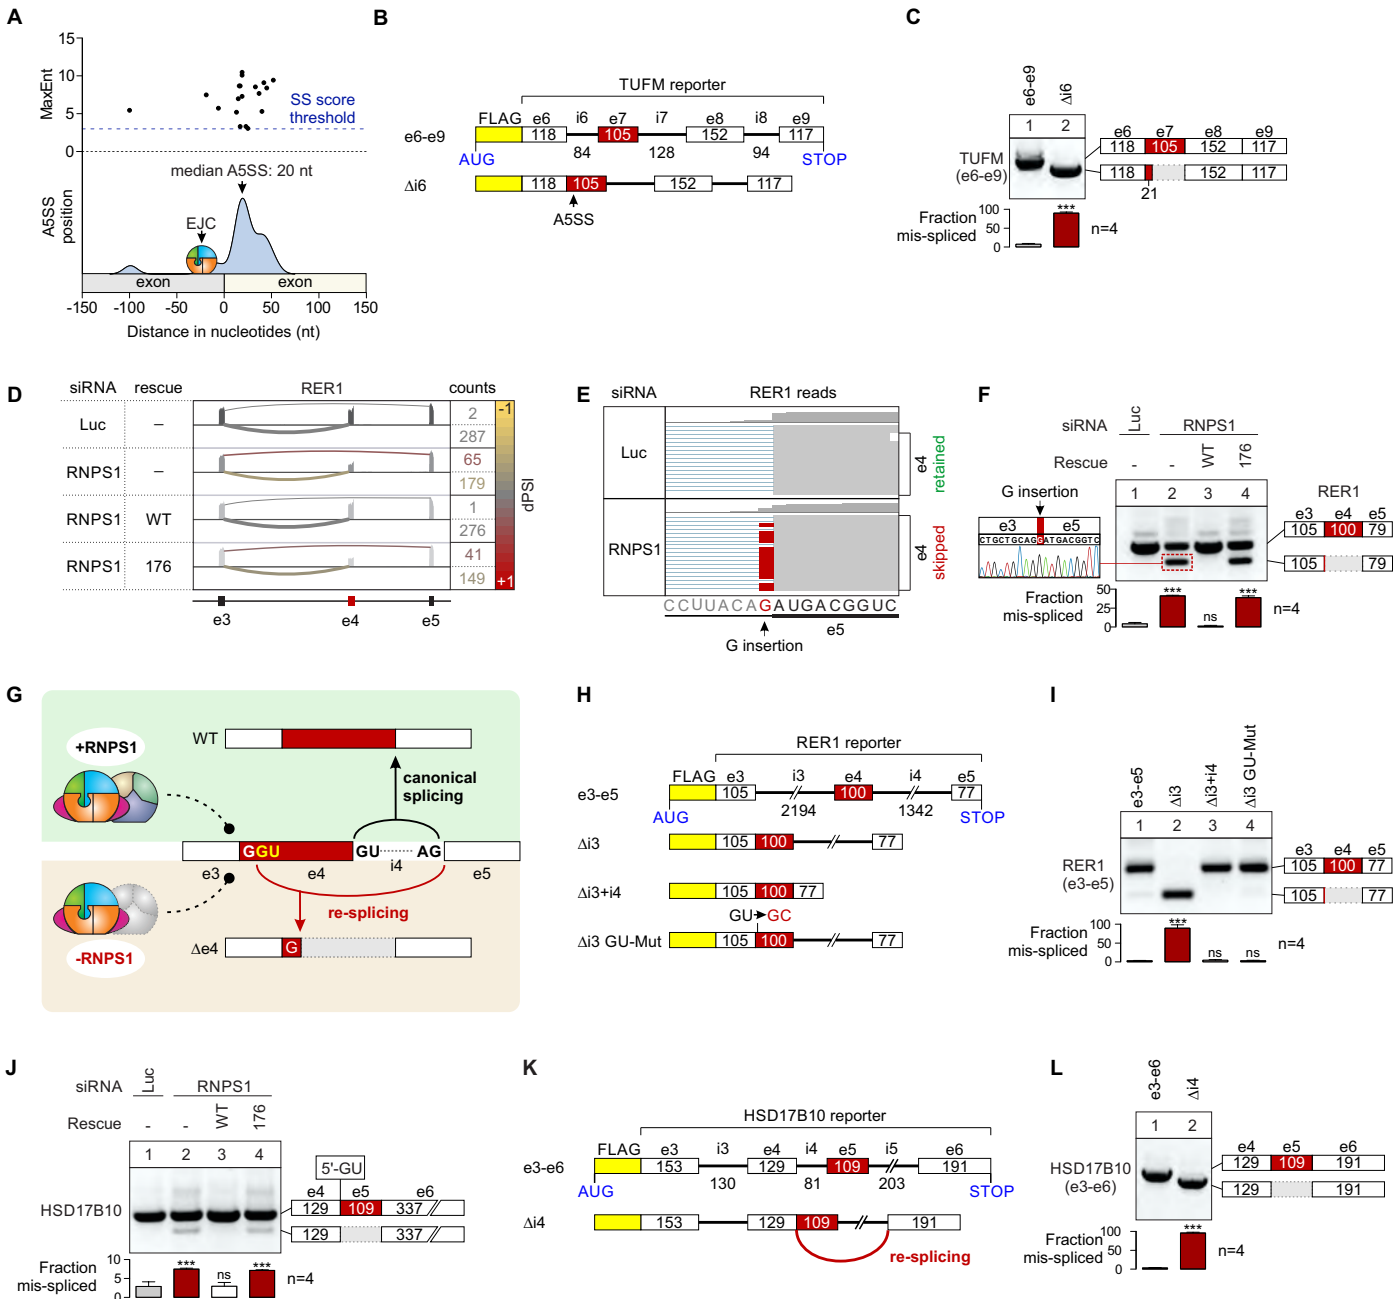 A
15
10
5
0
MaxEnt
SS score
threshold
median A5SS: 20 nt
A5SS
position
EJC
exon
exon
-150 -100 -50 0 50 100 150
Distance in nucleotides (nt)
B
TUFM reporter
FLAG e6 i6 e7 i7 e8 i8 e9
e6-e9 118 105 152 117
AUG 84 128 94 STOP
Δi6 118 105 152 117
A5SS
C
e6-e9 Δi6
1 2
TUFM
(e6-e9)
e6 e7 e8 e9
118 105 152 117
118 152 117
21
Fraction
mis-spliced
100
50
0
***
n=4
D
siRNA rescue RER1 counts
Luc – 2
287
RNPS1 – 65
179
RNPS1 WT 1
276
RNPS1 176 41
149
e3 e4 e5
-1
dPSI
+1
E
siRNA RER1 reads
Luc
e4
retained
RNPS1
e4
skipped
CCUUACAGAUGACGGUC
e5
G insertion
F
siRNA Luc RNPS1
Rescue - - WT 176
1 2 3 4
G insertion
e3 e5
CTGCTGCAGGATGACGGTC
RER1
e3 e4 e5
105 100 79
105 79
Fraction
mis-spliced
50
25
0
*** ns ***
n=4
G
+RNPS1
WT
canonical
splicing
GGU GU AG
e3 e4 i4 e5
re-splicing
-RNPS1
Δe4 G
H
RER1 reporter
FLAG e3 i3 e4 i4 e5
e3-e5 105 100 77
AUG 2194 1342 STOP
Δi3 105 100 77
Δi3+i4 105 100 77
GU GC
Δi3 GU-Mut 105 100 77
I
e3-e5 Δi3 Δi3+i4 Δi3 GU-Mut
1 2 3 4
RER1
(e3-e5)
e3 e4 e5
105 100 77
105 77
Fraction
mis-spliced
100
50
0
*** ns ns
n=4
J
siRNA Luc RNPS1
Rescue - - WT 176
1 2 3 4
HSD17B10
5'-GU
e4 e5 e6
129 109 337
129 337
Fraction
mis-spliced
10
5
0
*** ns ***
n=4
K
HSD17B10 reporter
FLAG e3 i3 e4 i4 e5 i5 e6
e3-e6 153 129 109 191
AUG 130 81 203 STOP
Δi4 153 129 109 191
re-splicing
L
e3-e6 Δi4
1 2
HSD17B10
(e3-e6)
e4 e5 e6
129 109 191
129 191
Fraction
mis-spliced
100
50
0
***
n=4